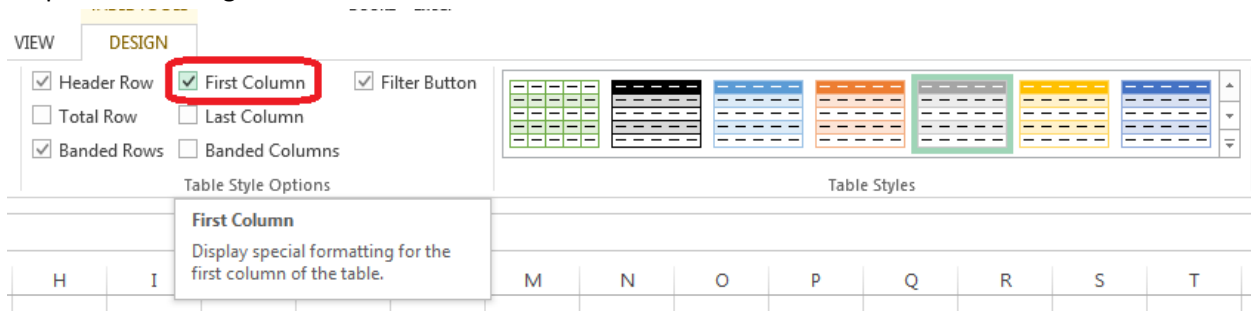 VIEW DESIGN
Header Row First Column Filter Button
Total Row Last Column
Banded Rows Banded Columns
Table Style Options Table Styles
First Column
Display special formatting for the
first column of the table.
H I M N O P Q R S T